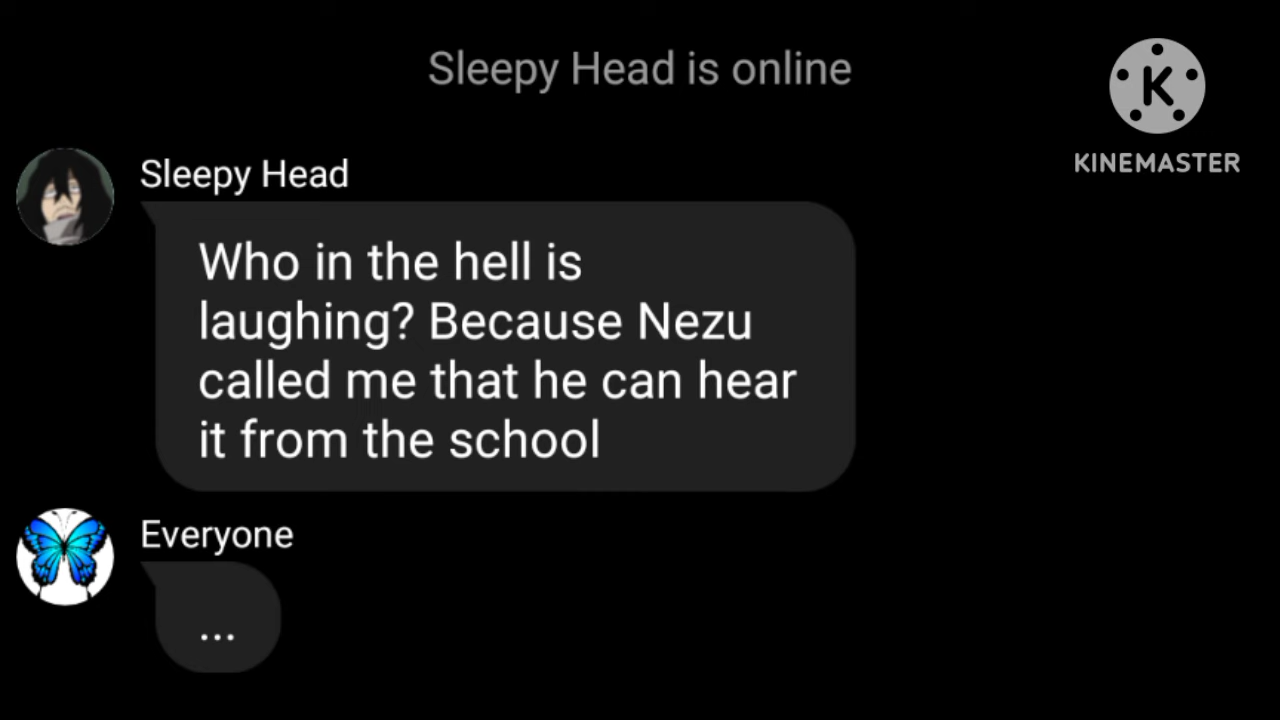 Sleepy Head is online
K
KINEMASTER
Sleepy Head
Who in the hell is
laughing? Because Nezu
called me that he can hear
it from the school
Everyone
...